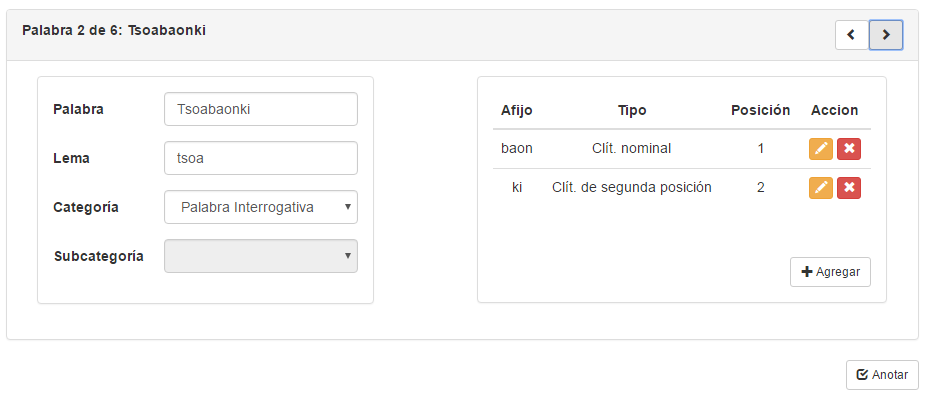 Palabra 2 de 6: Tsoabaonki
Palabra Tsoabaonki
Lema tsoa
Categoría Palabra Interrogativa
Subcategoría
Afijo Tipo Posición Accion
baon Clít. nominal 1
ki Clít. de segunda posición 2
Agregar
Anotar